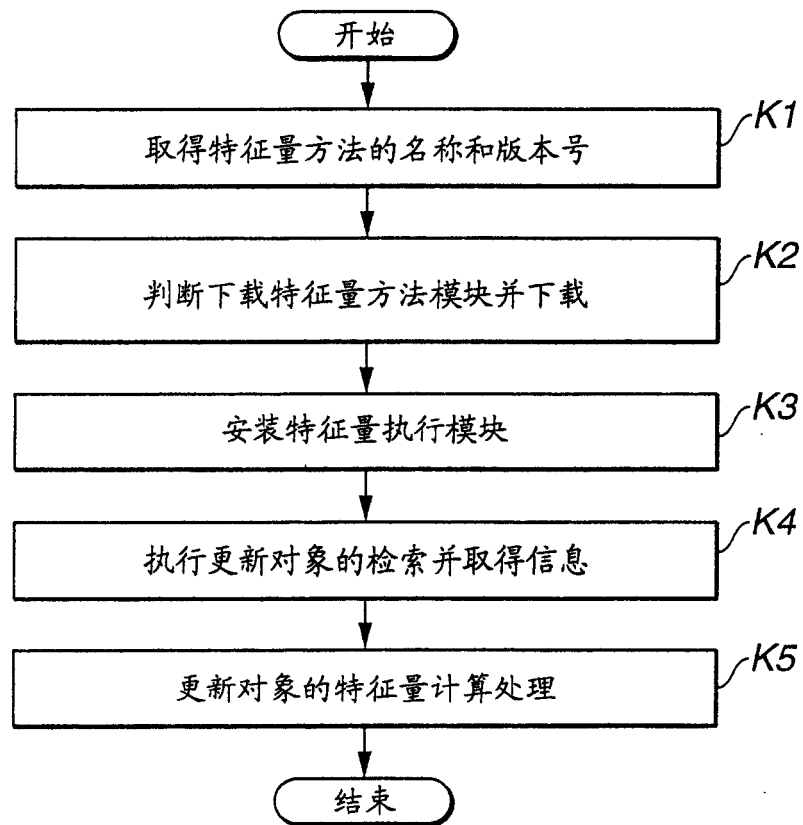 开始
K1
取得特征量方法的名称和版本号
K2
判断下载特征量方法模块并下载
K3
安装特征量执行模块
K4
执行更新对象的检索并取得信息
K5
更新对象的特征量计算处理
结束